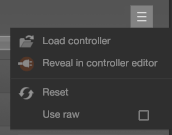 Load controller
Reveal in controller editor
Reset
Use raw